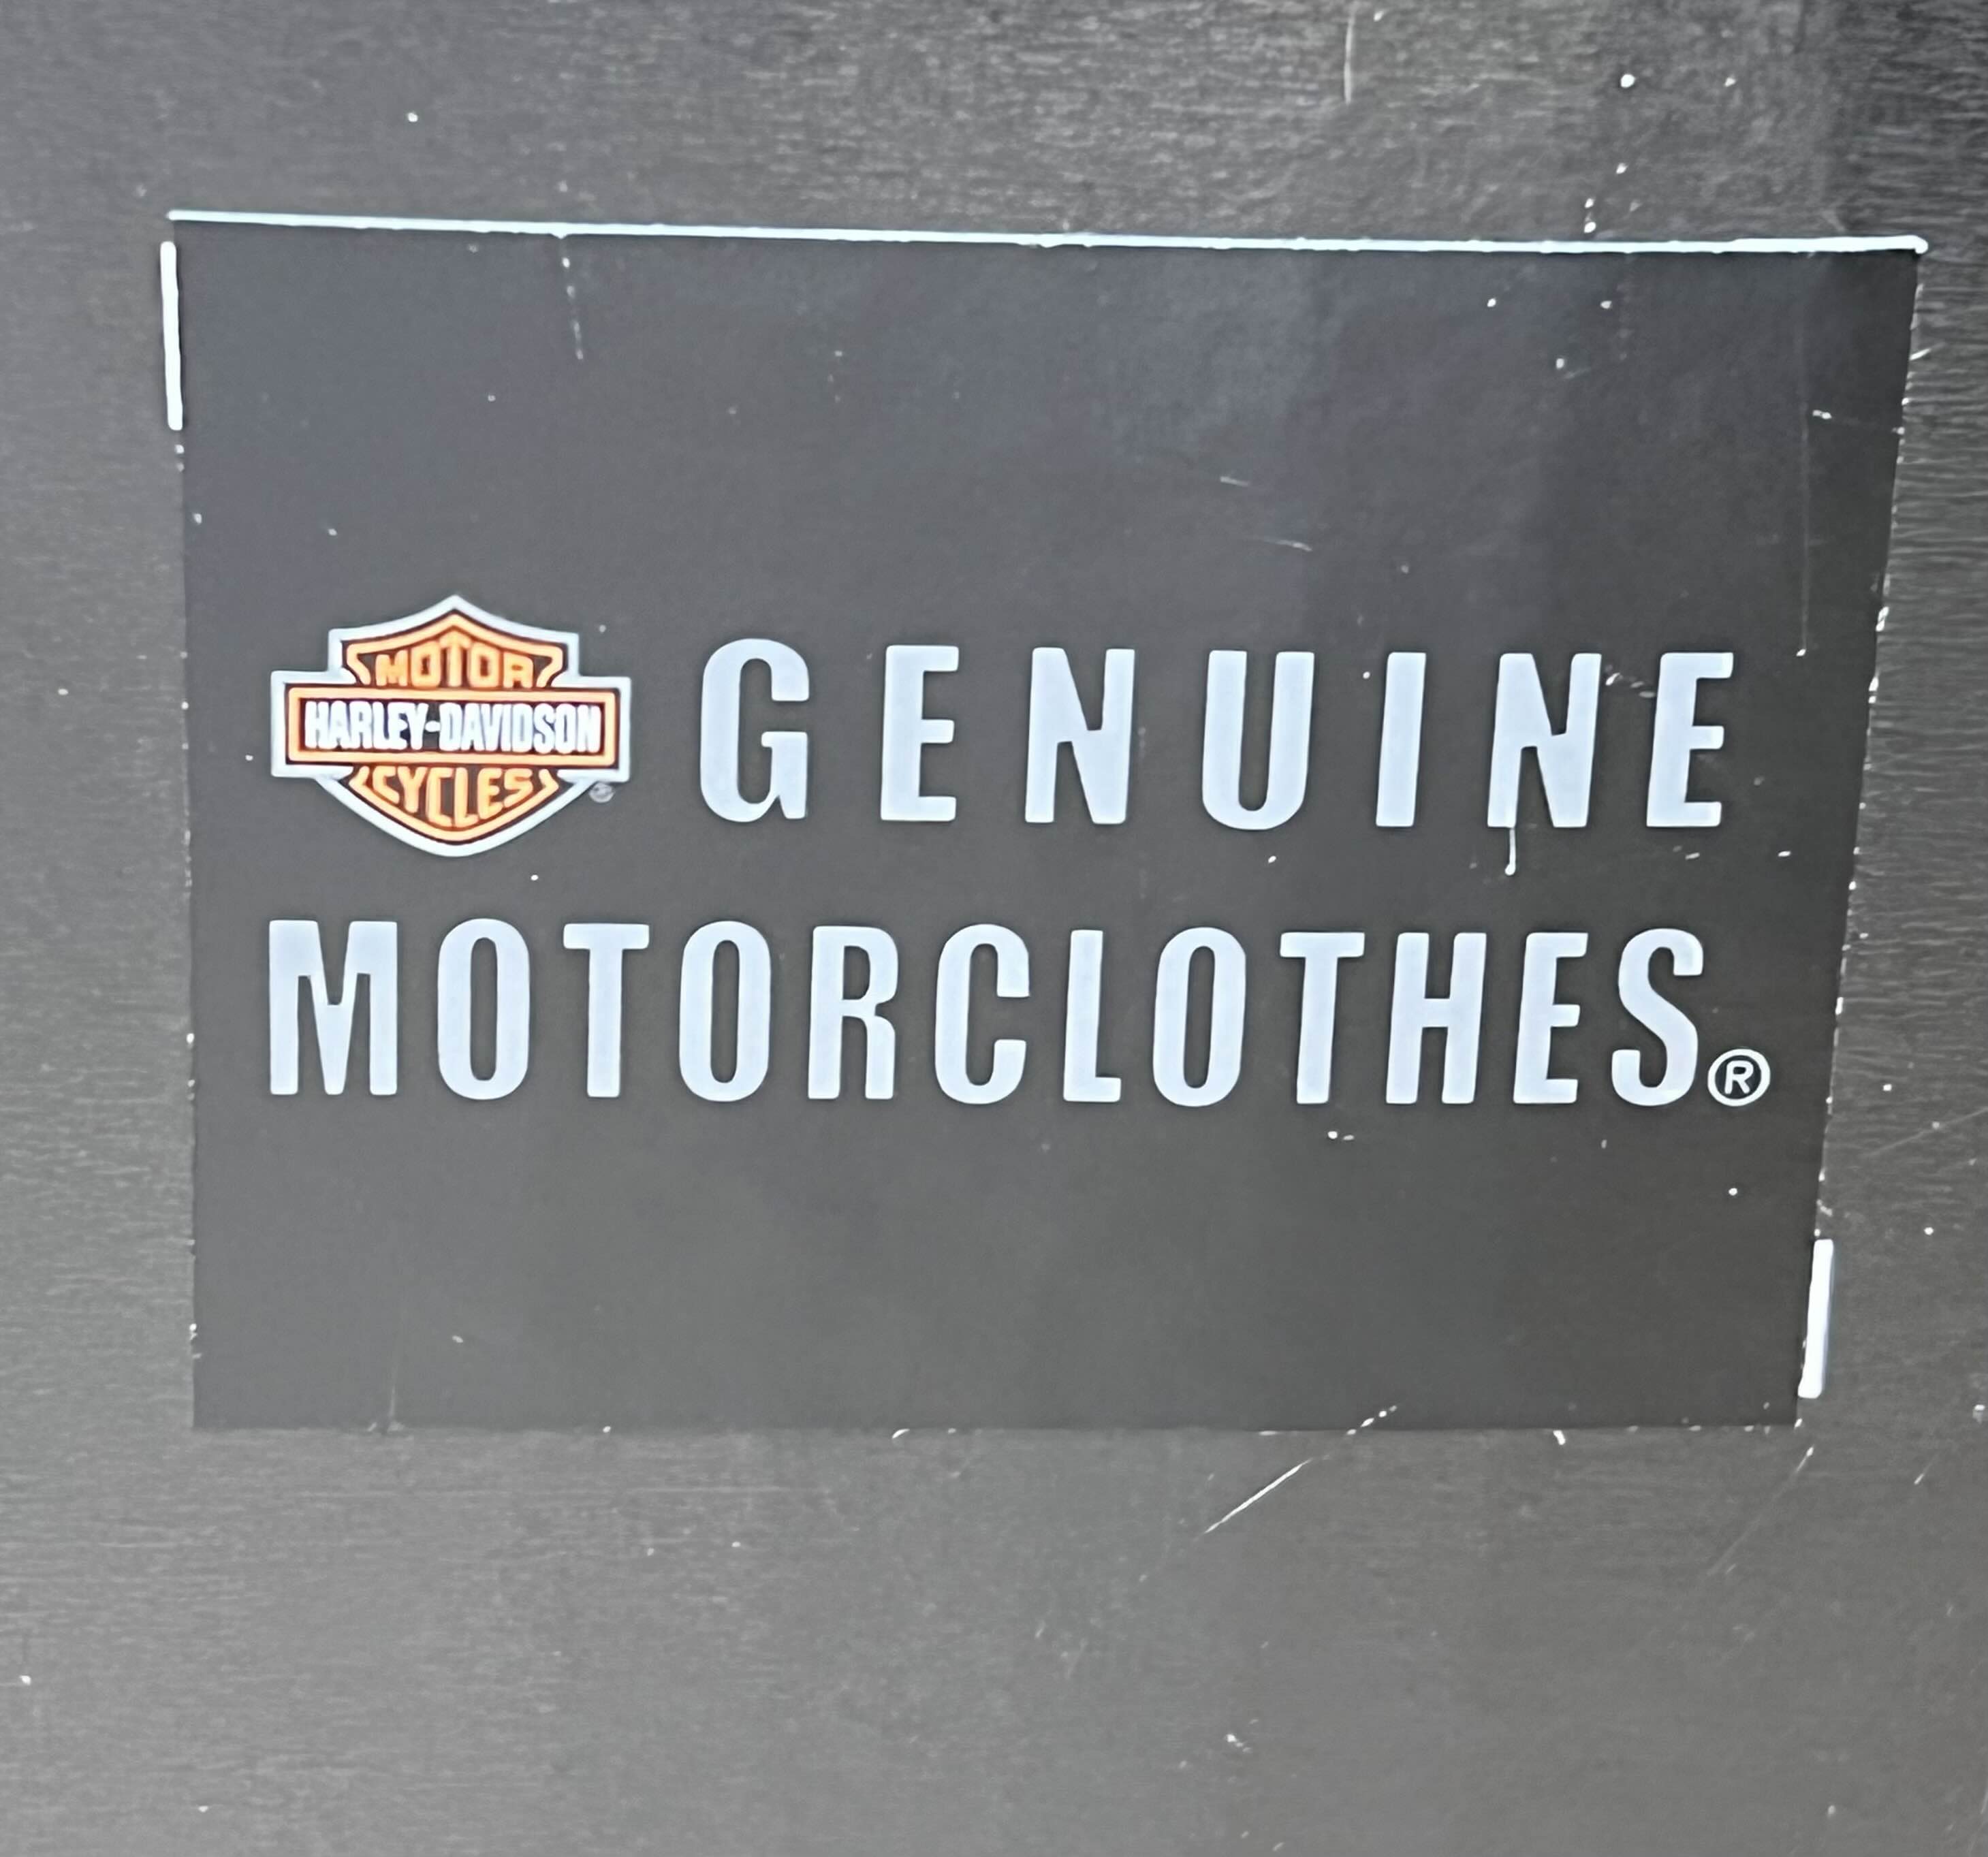 MOTOR
HARLEY-DAVIDSON
CYCLES
GENUINE
MOTORCLOTHES®